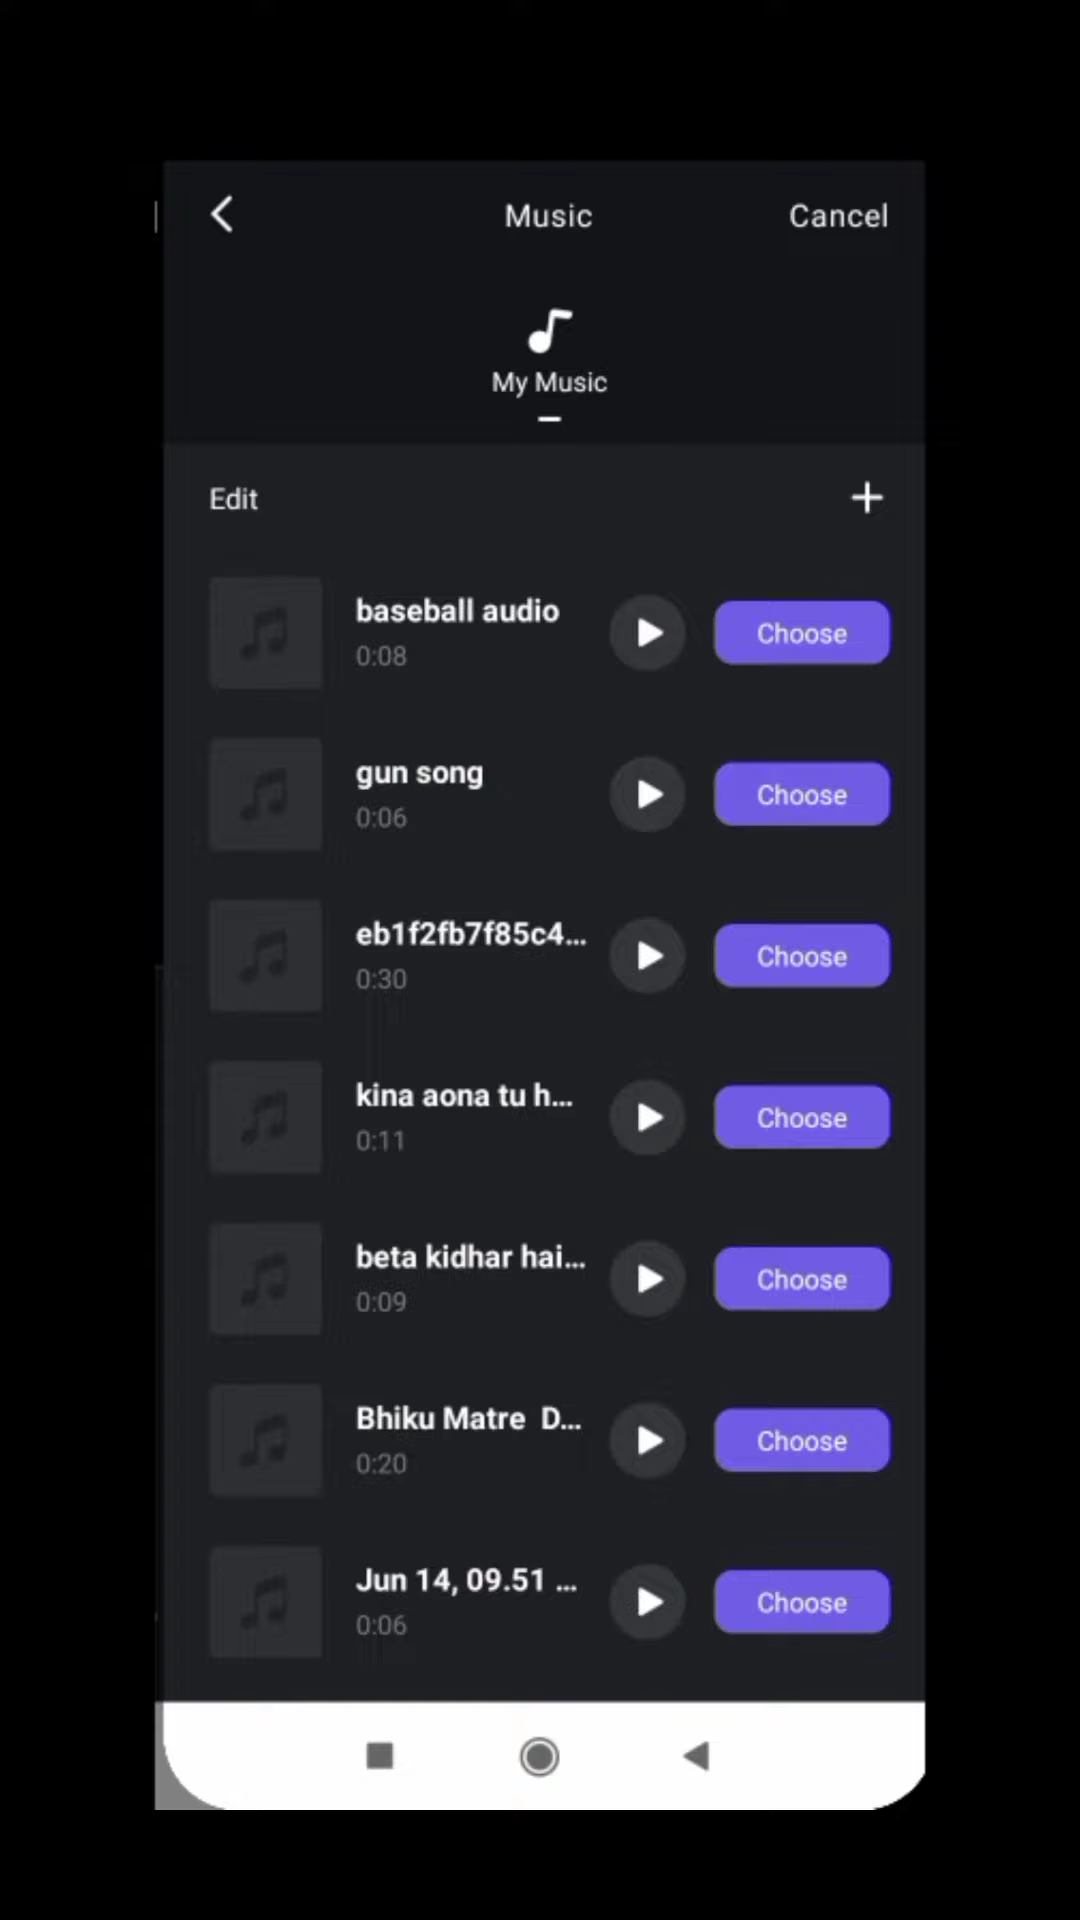 Music
Cancel
My Music
Edit
baseball audio
0:08
Choose
gun song
0:06
Choose
eb1f2fb7f85c4...
0:30
Choose
kina aona tu h...
0:11
Choose
beta kidhar hai...
0:09
Choose
Bhiku Matre  D...
0:20
Choose
Jun 14, 09.51 ...
0:06
Choose